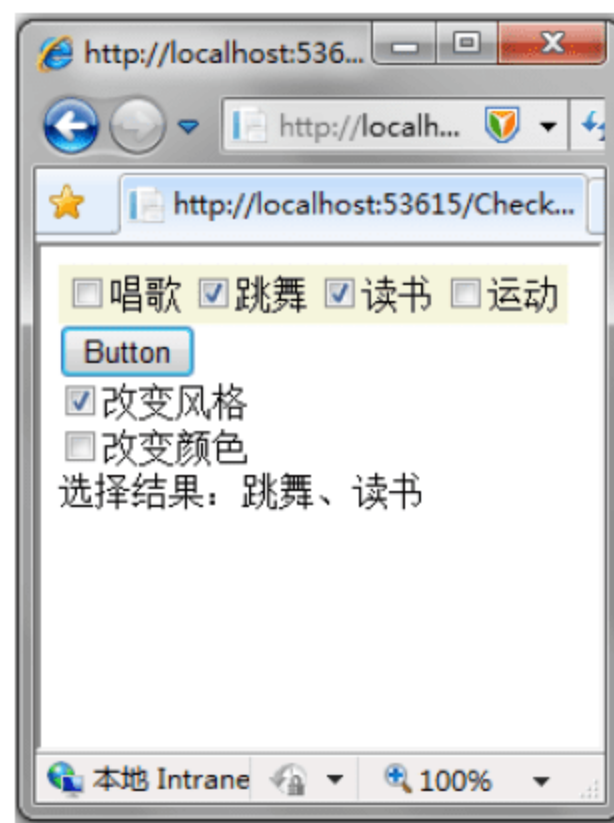 http://localhost:536...
http://localh...
http://localhost:53615/Check...
唱歌 跳舞 读书 运动
Button
改变风格
改变颜色
选择结果：跳舞、读书
本地 Intrane 100%